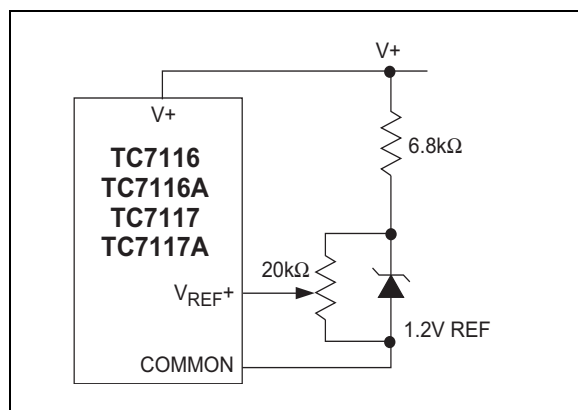 V+
V+
6.8kΩ
TC7116
TC7116A
TC7117
TC7117A
20kΩ
VREF+
1.2V REF
COMMON